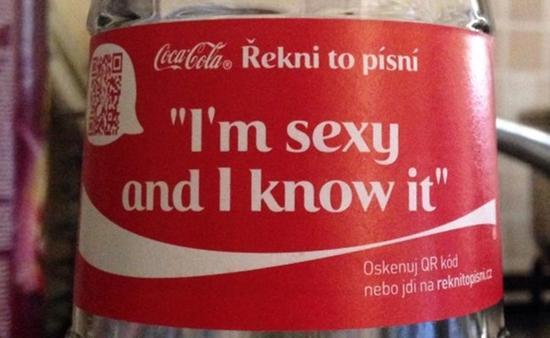 Coca-Cola® Řekni to písní
"I'm sexy
and I know it"
Oskenuj QR kód
nebo jdi na reknitopisni.cz